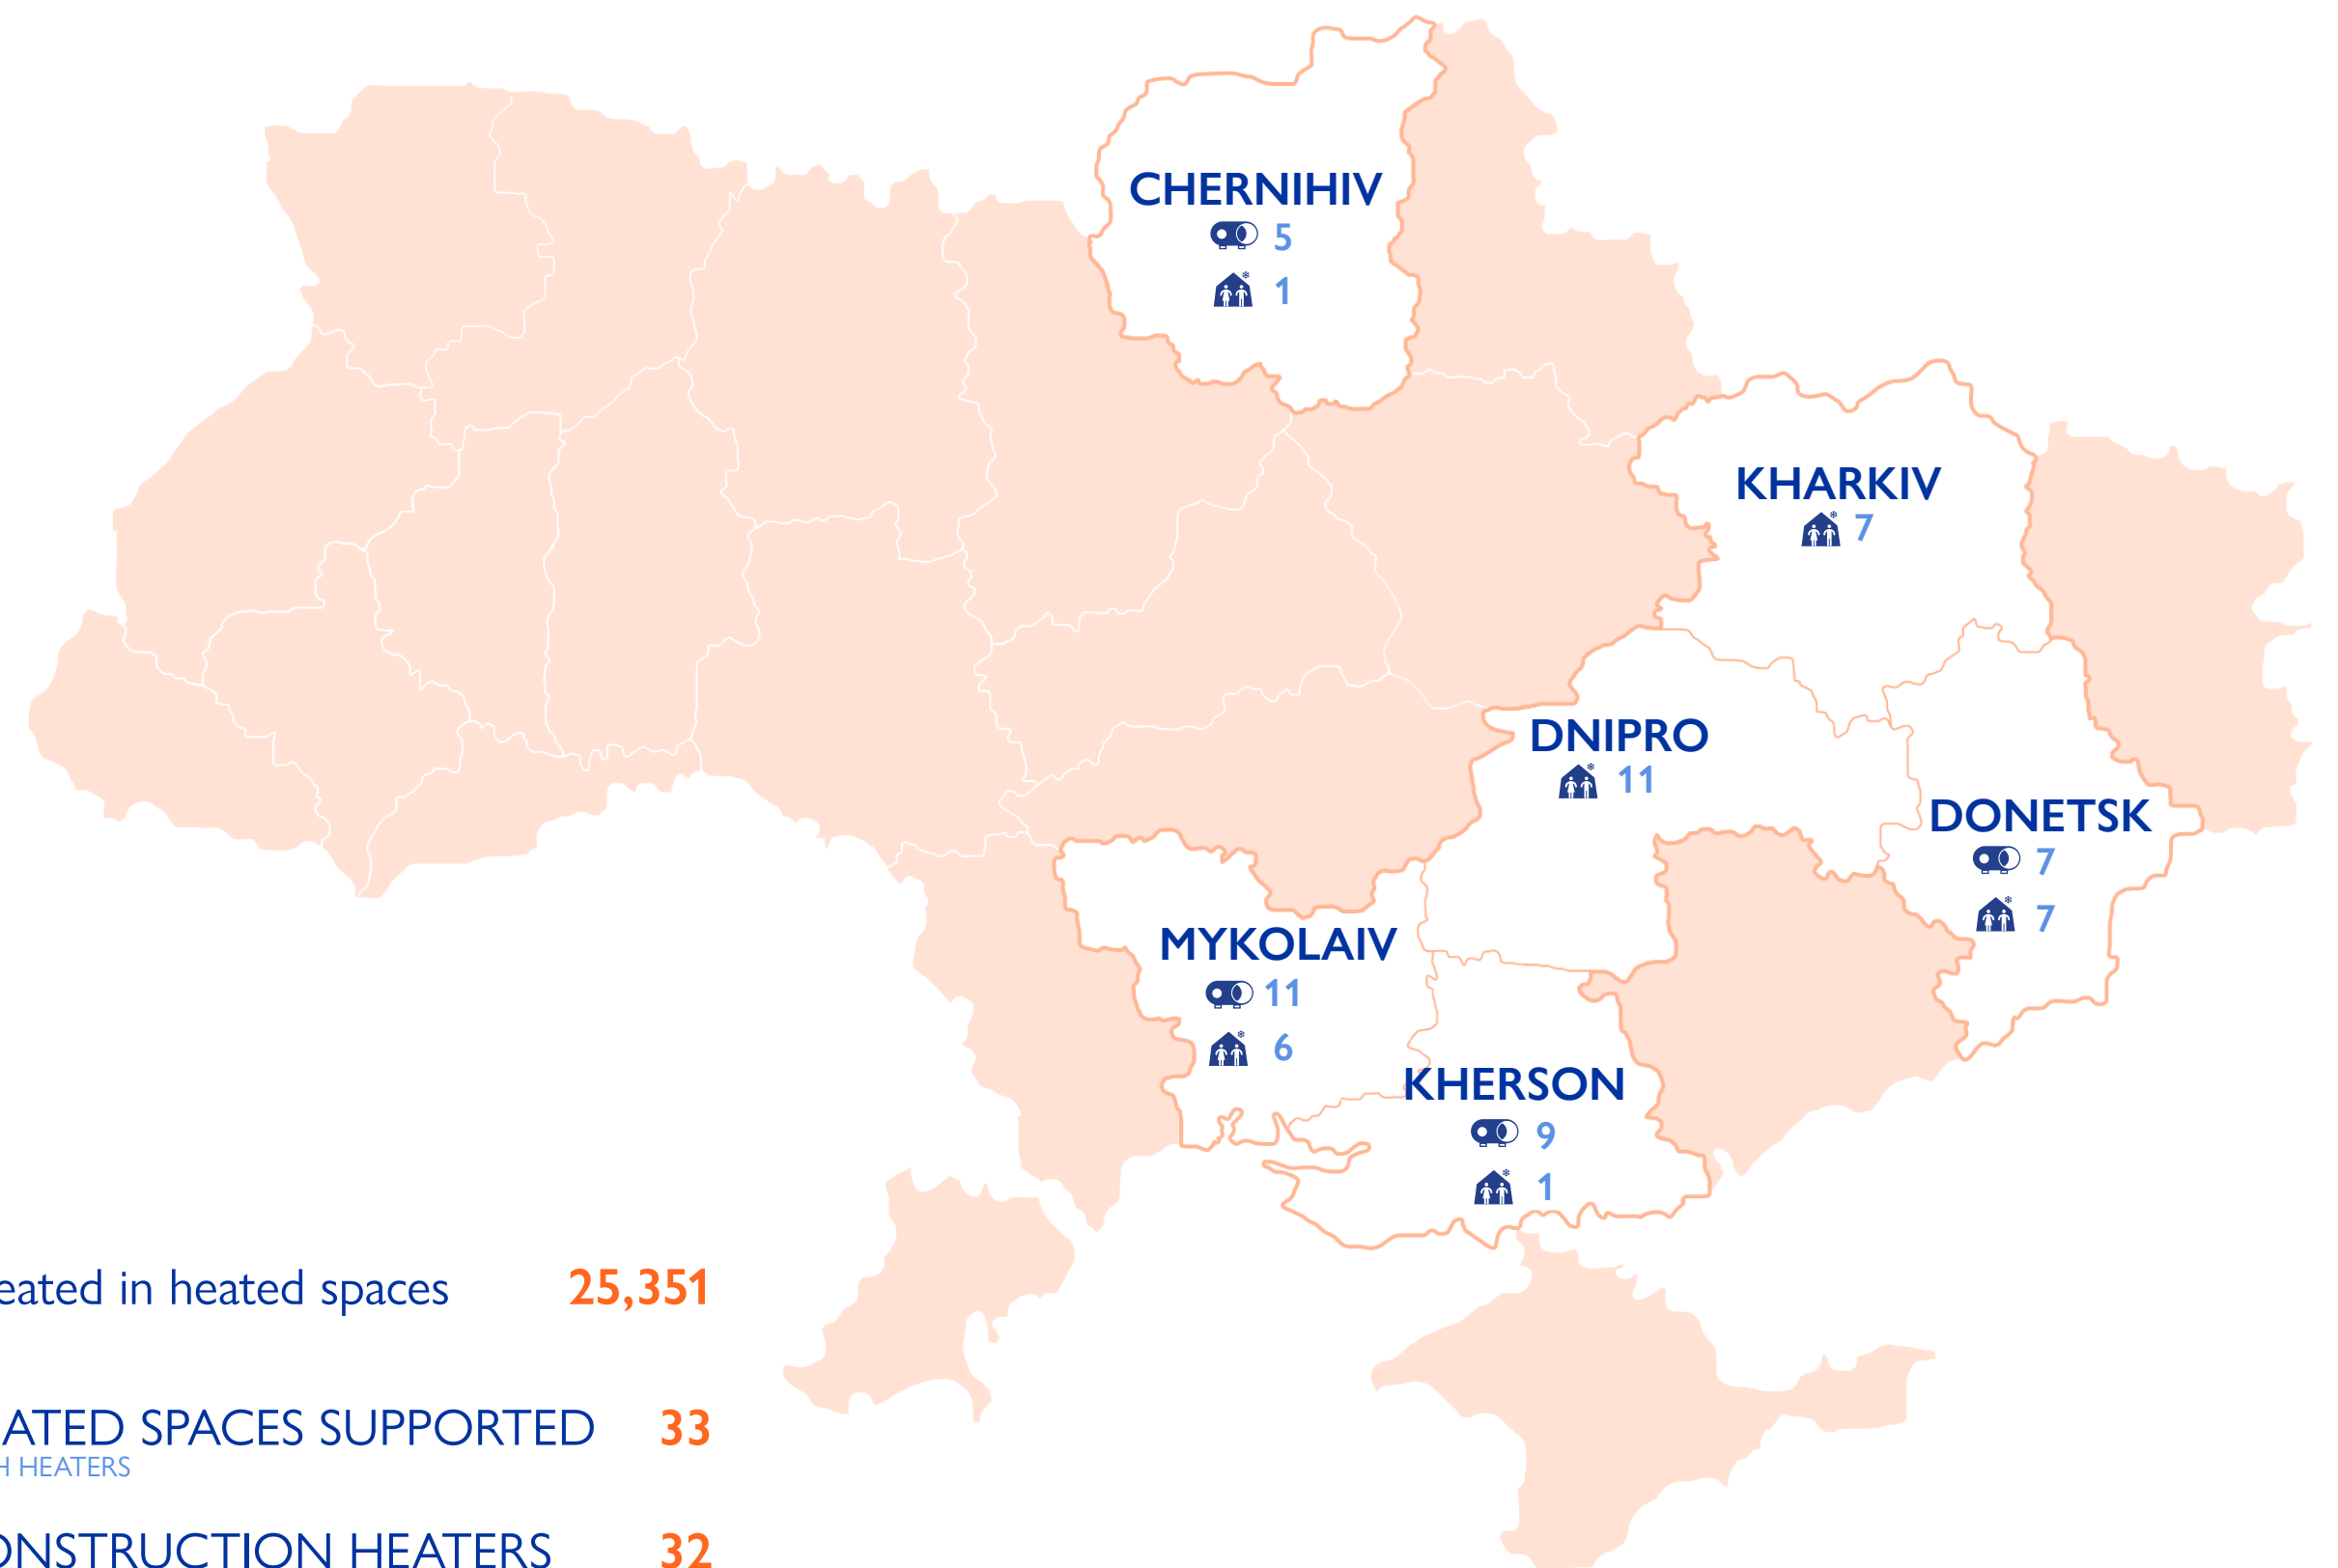 CHERNIHIV
5
1
KHARKIV
7
DNIPRO
11
DONETSK
7
7
MYKOLAIV
11
6
KHERSON
9
1
eated in heated spaces 25,351
ATED SPACES SUPPORTED 33
H HEATERS
ONSTRUCTION HEATERS 32